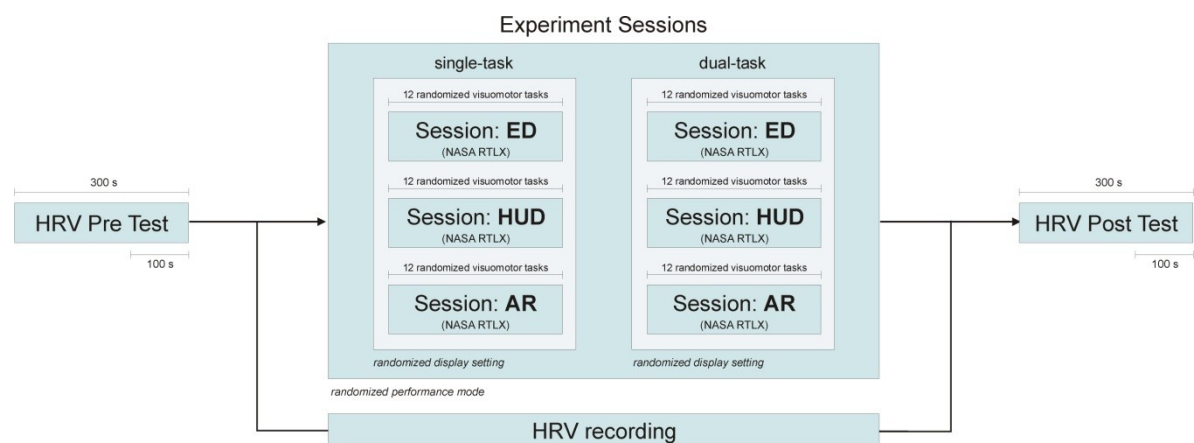 Experiment Sessions
single-task
12 randomized visuomotor tasks
Session: ED
(NASA RTLX)
12 randomized visuomotor tasks
Session: HUD
(NASA RTLX)
12 randomized visuomotor tasks
Session: AR
(NASA RTLX)
randomized display setting
dual-task
12 randomized visuomotor tasks
Session: ED
(NASA RTLX)
12 randomized visuomotor tasks
Session: HUD
(NASA RTLX)
12 randomized visuomotor tasks
Session: AR
(NASA RTLX)
randomized display setting
randomized performance mode
300 s
HRV Pre Test
100 s
300 s
HRV Post Test
100 s
HRV recording